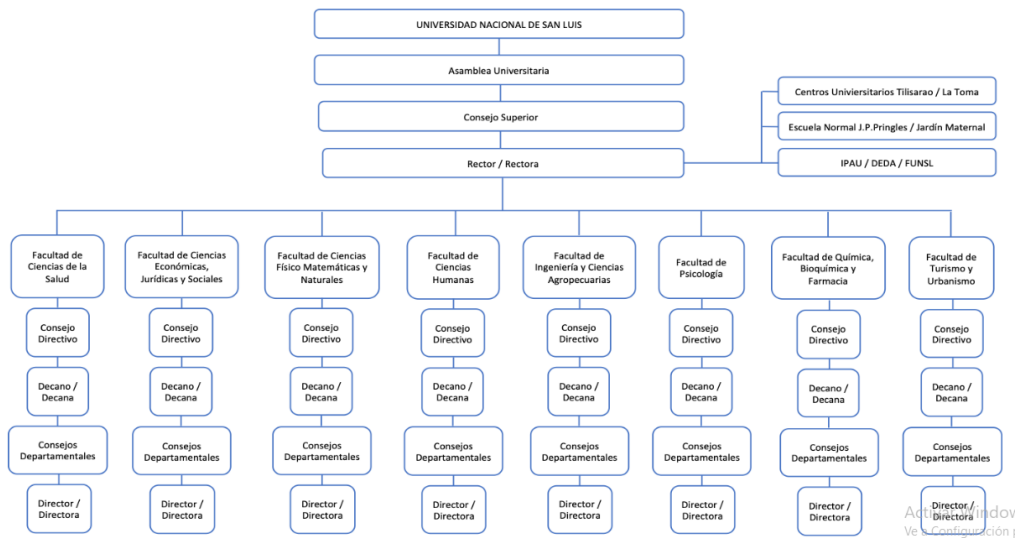 UNIVERSIDAD NACIONAL DE SAN LUIS
Asamblea Universitaria
Consejo Superior
Rector / Rectora
Centros Univiersitarios Tilisarao / La Toma
Escuela Normal J.P.Pringles / Jardín Maternal
IPAU / DEDA / FUNSL
Facultad de
Ciencias de la
Salud
Facultad de Ciencias
Económicas,
Jurídicas y Sociales
Facultad de Ciencias
Físico Matemáticas y
Naturales
Facultad de
Ciencias
Humanas
Facultad de
Ingeniería y Ciencias
Agropecuarias
Facultad de
Psicología
Facultad de Química,
Bioquímica y
Farmacia
Facultad de
Turismo y
Urbanismo
Consejo
Directivo
Consejo
Directivo
Consejo
Directivo
Consejo
Directivo
Consejo
Directivo
Consejo
Directivo
Consejo
Directivo
Consejo
Directivo
Decano /
Decana
Decano /
Decana
Decano /
Decana
Decano /
Decana
Decano /
Decana
Decano /
Decana
Decano /
Decana
Decano /
Decana
Consejos
Departamentales
Consejos
Departamentales
Consejos
Departamentales
Consejos
Departamentales
Consejos
Departamentales
Consejos
Departamentales
Consejos
Departamentales
Consejos
Departamentales
Director /
Directora
Director /
Directora
Director /
Directora
Director /
Directora
Director /
Directora
Director /
Directora
Director /
Directora
Director /
Directora
Activar Window
Ve a Configuración p